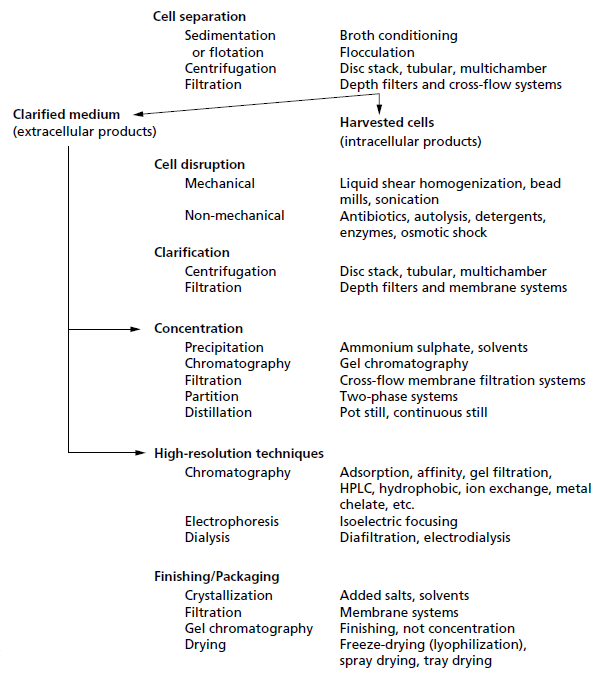 Cell separation
Sedimentation Broth conditioning
or flotation Flocculation
Centrifugation Disc stack, tubular, multichamber
Filtration Depth filters and cross-flow systems
Clarified medium
(extracellular products)
Harvested cells
(intracellular products)
Cell disruption
Mechanical Liquid shear homogenization, bead
mills, sonication
Non-mechanical Antibiotics, autolysis, detergents,
enzymes, osmotic shock
Clarification
Centrifugation Disc stack, tubular, multichamber
Filtration Depth filters and membrane systems
Concentration
Precipitation Ammonium sulphate, solvents
Chromatography Gel chromatography
Filtration Cross-flow membrane filtration systems
Partition Two-phase systems
Distillation Pot still, continuous still
High-resolution techniques
Chromatography Adsorption, affinity, gel filtration,
HPLC, hydrophobic, ion exchange, metal
chelate, etc.
Electrophoresis Isoelectric focusing
Dialysis Diafiltration, electrodialysis
Finishing/Packaging
Crystallization Added salts, solvents
Filtration Membrane systems
Gel chromatography Finishing, not concentration
Drying Freeze-drying (lyophilization),
spray drying, tray drying